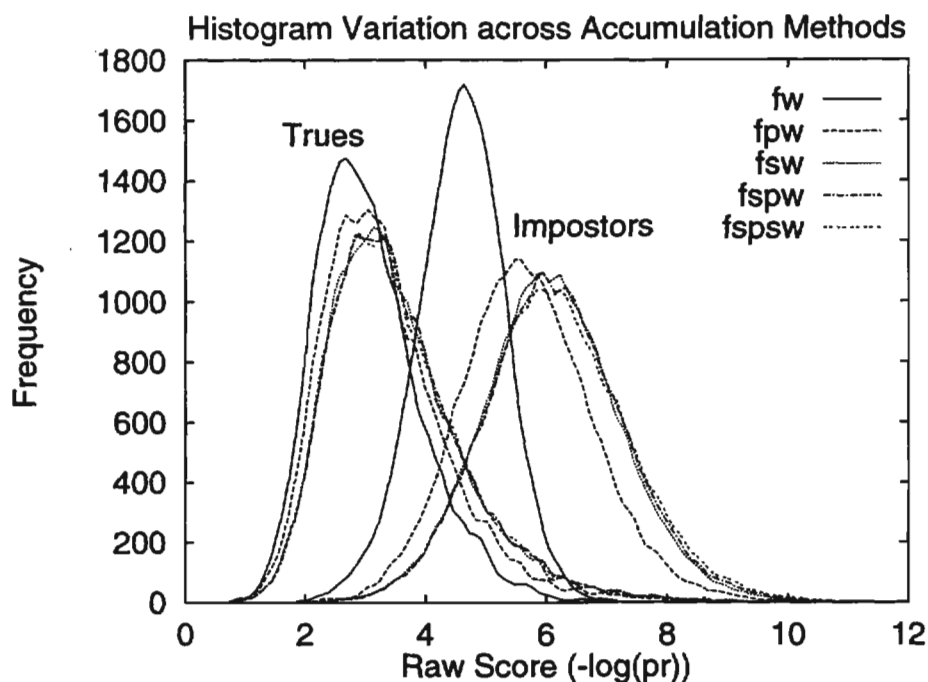 Histogram Variation across Accumulation Methods
1800
1600
1400
1200
1000
800
600
400
200
0
Frequency
Trues
Impostors
fw
fpw
fsw
fspw
fspsw
0 2 4 6 8 10 12
Raw Score (-log(pr))